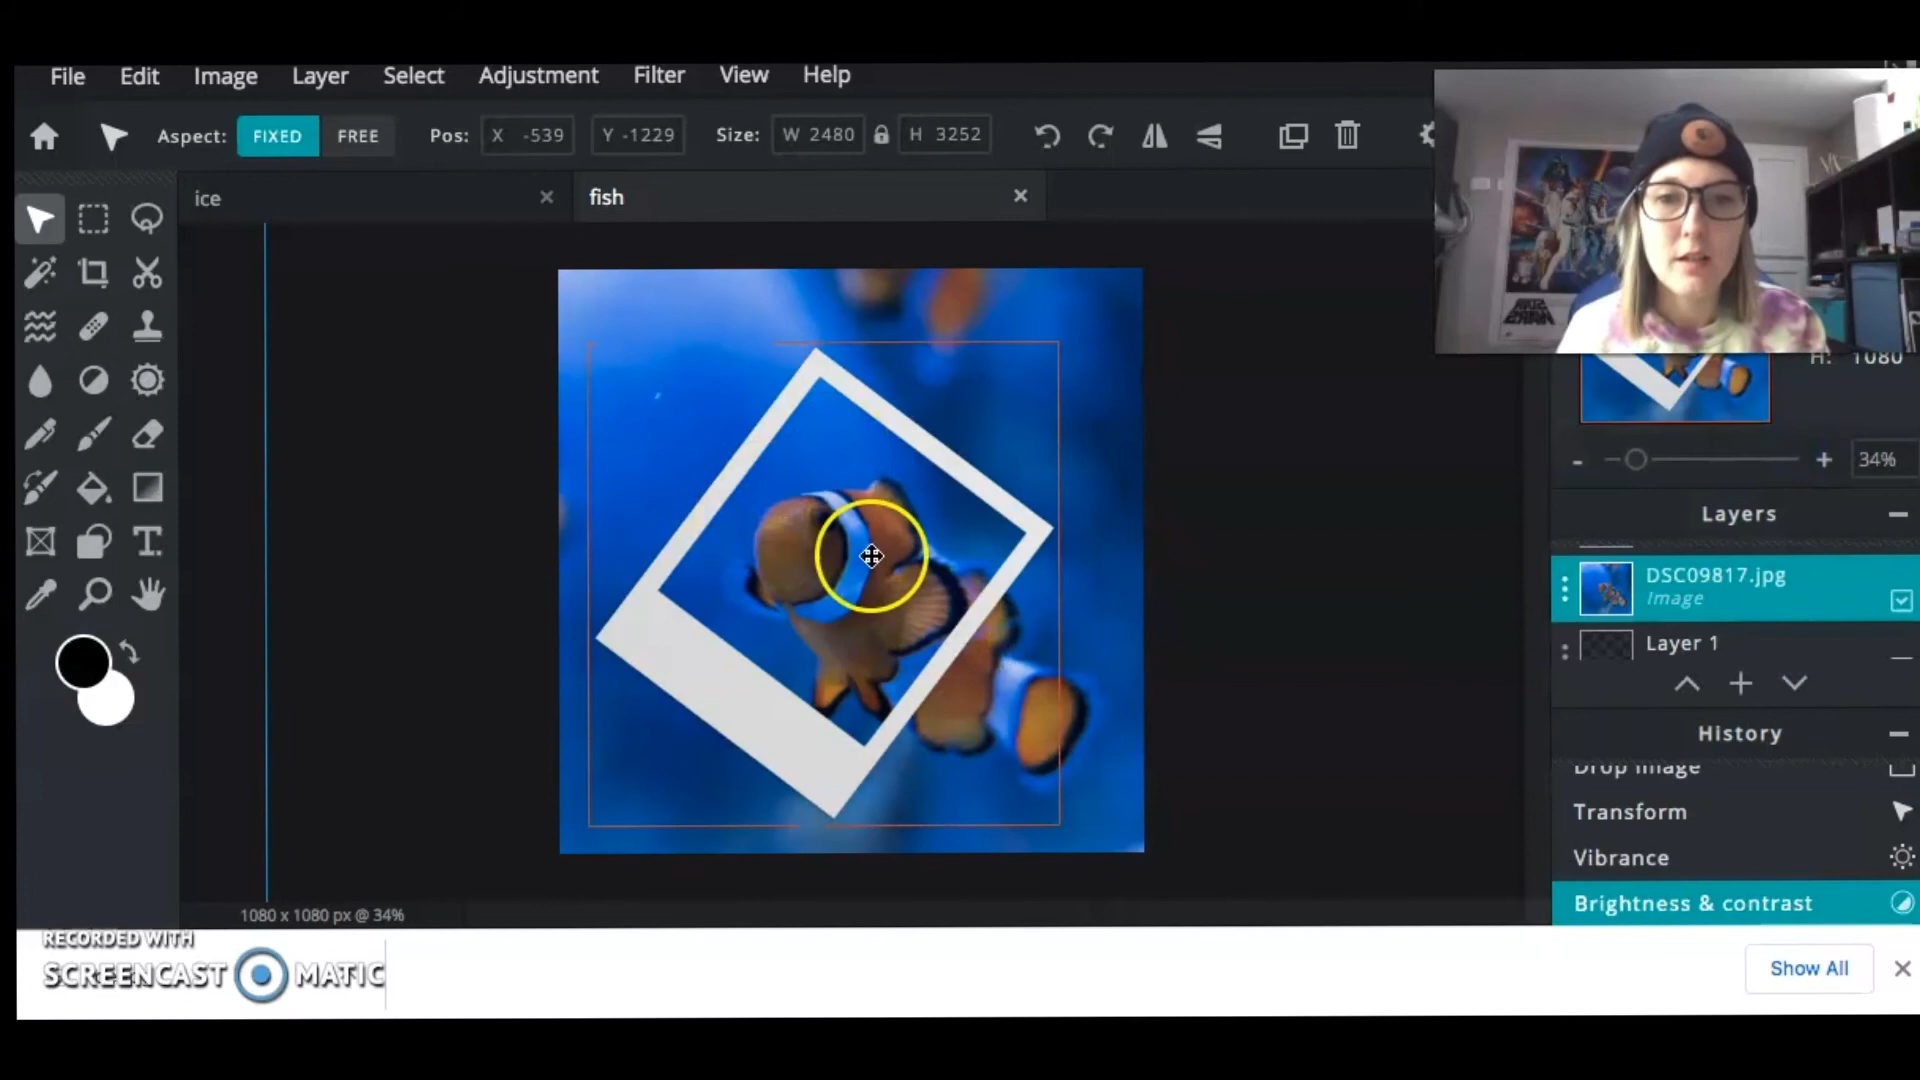 File Edit Image Layer Select Adjustment Filter View Help
Aspect: FIXED FREE Pos: X -539 Y -1229 Size: W 2480 H 3252
ice
fish
H: 1080
- + 34%
Layers
DSC09817.jpg
Image
Layer 1
History
Drop image
Transform
Vibrance
Brightness & contrast
1080 x 1080 px @ 34%
RECORDED WITH
SCREENCAST MATIC
Show All